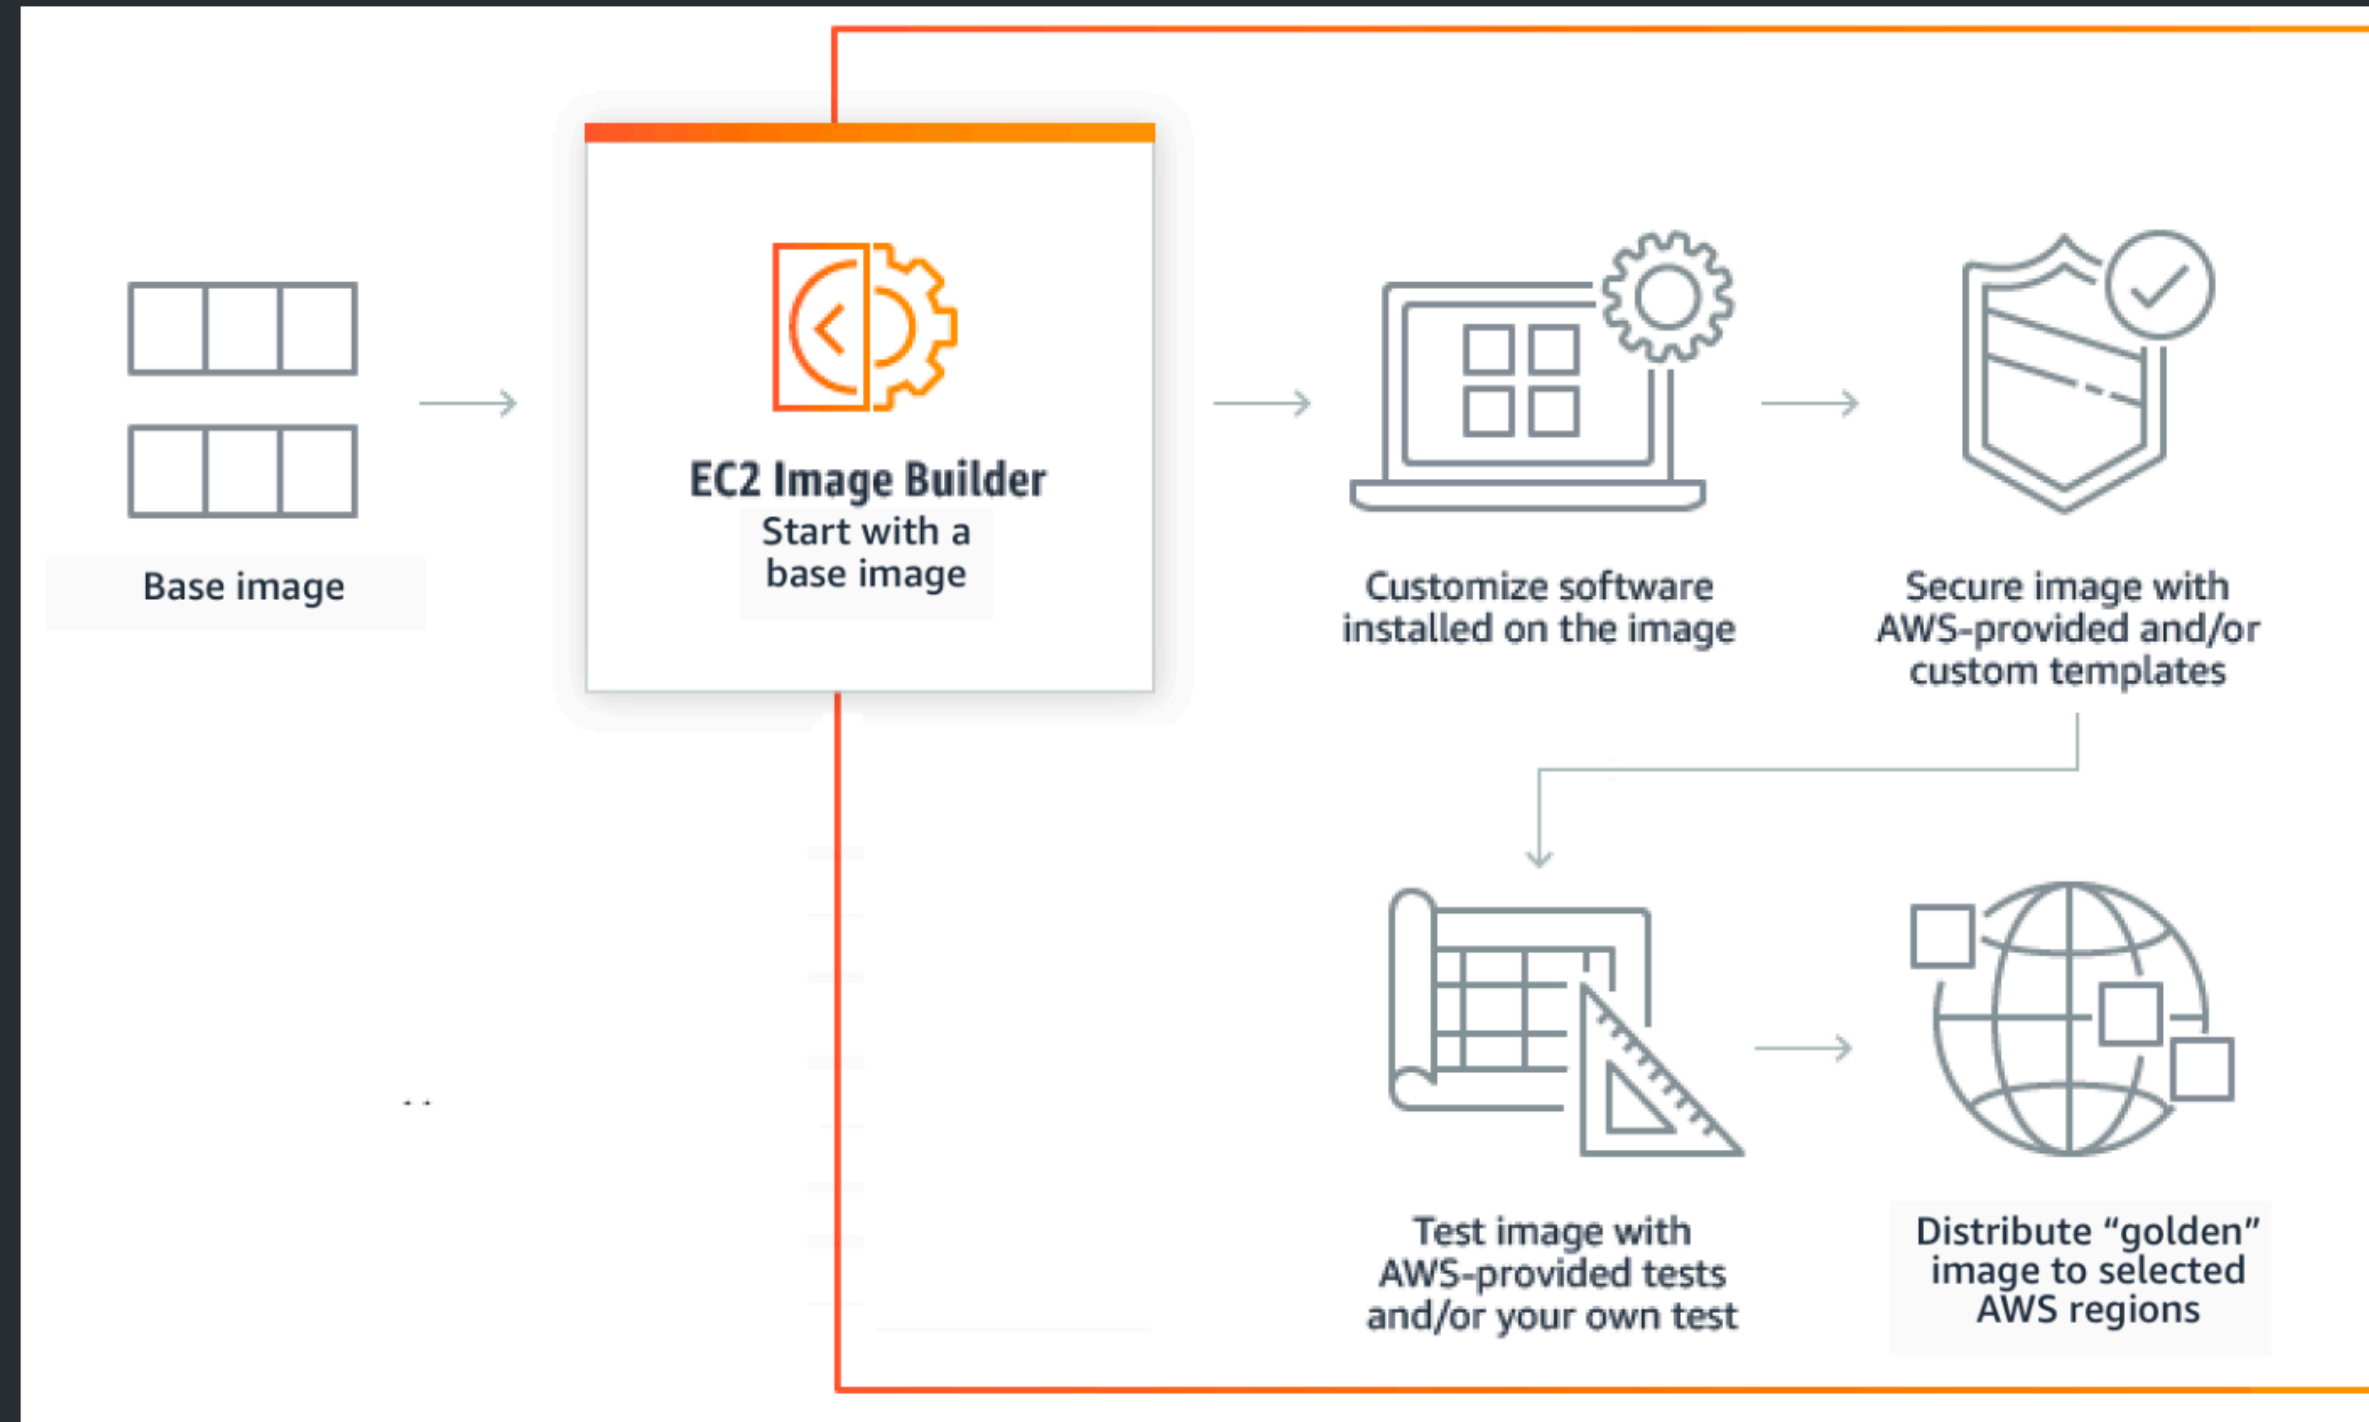 Base image
EC2 Image Builder
Start with a
base image
Customize software
installed on the image
Secure image with
AWS-provided and/or
custom templates
Test image with
AWS-provided tests
and/or your own test
Distribute “golden”
image to selected
AWS regions